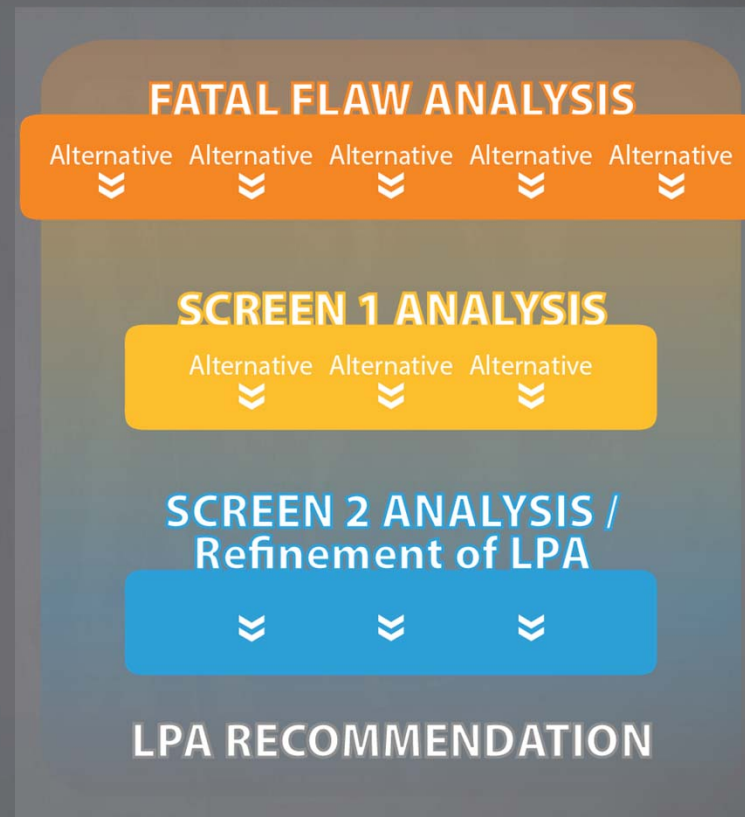 FATAL FLAW ANALYSIS
Alternative Alternative Alternative Alternative Alternative
SCREEN 1 ANALYSIS
Alternative Alternative Alternative
SCREEN 2 ANALYSIS /
Refinement of LPA
LPA RECOMMENDATION